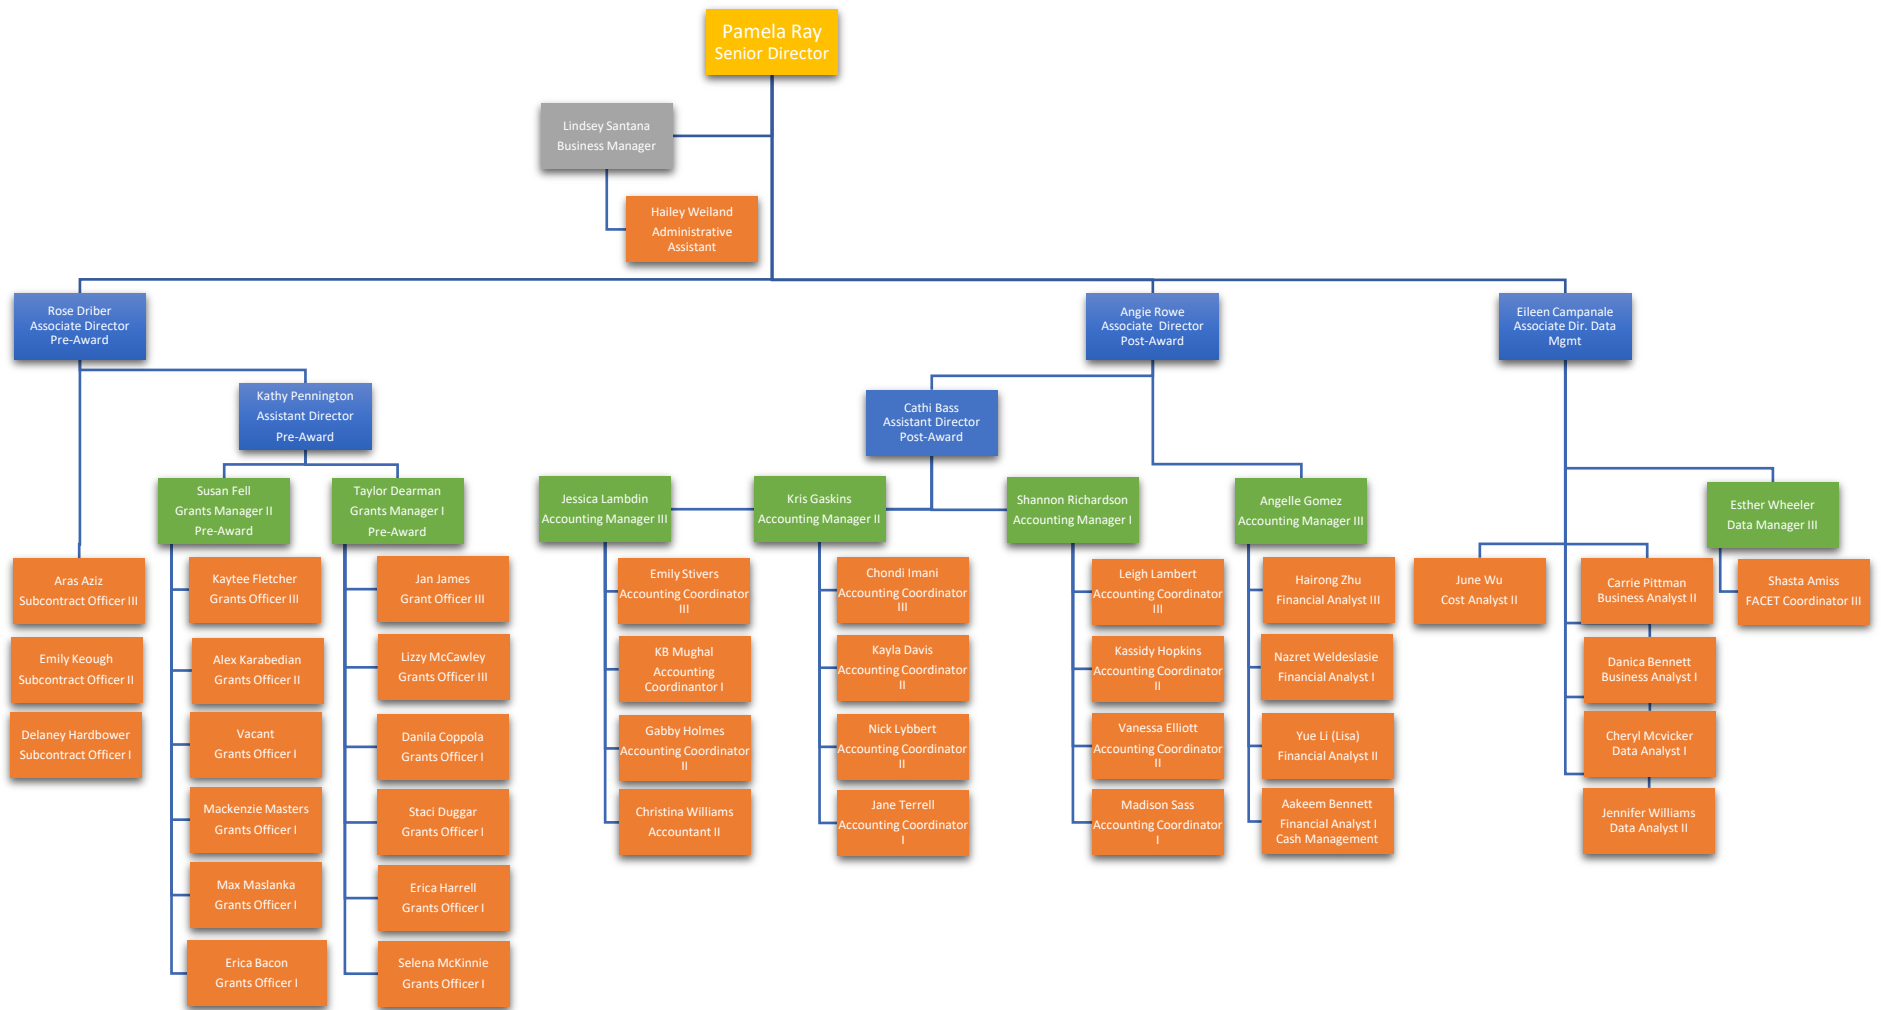 Pamela Ray
Senior Director
Lindsey Santana
Business Manager
Hailey Weiland
Administrative
Assistant
Rose Driber
Associate Director
Pre-Award
Angie Rowe
Associate  Director
Post-Award
Eileen Campanale
Associate Dir. Data
Mgmt
Kathy Pennington
Assistant Director
Pre-Award
Cathi Bass
Assistant Director
Post-Award
Susan Fell
Grants Manager II
Pre-Award
Taylor Dearman
Grants Manager I
Pre-Award
Jessica Lambdin
Accounting Manager III
Kris Gaskins
Accounting Manager II
Shannon Richardson
Accounting Manager I
Angelle Gomez
Accounting Manager III
Esther Wheeler
Data Manager III
Aras Aziz
Subcontract Officer III
Emily Keough
Subcontract Officer II
Delaney Hardbower
Subcontract Officer I
Kaytee Fletcher
Grants Officer III
Alex Karabedian
Grants Officer II
Vacant
Grants Officer I
Mackenzie Masters
Grants Officer I
Max Maslanka
Grants Officer I
Erica Bacon
Grants Officer I
Jan James
Grant Officer III
Lizzy McCawley
Grants Officer III
Danila Coppola
Grants Officer I
Staci Duggar
Grants Officer I
Erica Harrell
Grants Officer I
Selena McKinnie
Grants Officer I
Emily Stivers
Accounting Coordinator
III
KB Mughal
Accounting
Coordinantor I
Gabby Holmes
Accounting Coordinator
II
Christina Williams
Accountant II
Chondi Imani
Accounting Coordinator
III
Kayla Davis
Accounting Coordinator
II
Nick Lybbert
Accounting Coordinator
II
Jane Terrell
Accounting Coordinator
I
Leigh Lambert
Accounting Coordinator
III
Kassidy Hopkins
Accounting Coordinator
II
Vanessa Elliott
Accounting Coordinator
II
Madison Sass
Accounting Coordinator
I
Hairong Zhu
Financial Analyst III
Nazret Weldeslasie
Financial Analyst I
Yue Li (Lisa)
Financial Analyst II
Aakeem Bennett
Financial Analyst I
Cash Management
June Wu
Cost Analyst II
Carrie Pittman
Business Analyst II
Danica Bennett
Business Analyst I
Cheryl Mcvicker
Data Analyst I
Jennifer Williams
Data Analyst II
Shasta Amiss
FACET Coordinator III